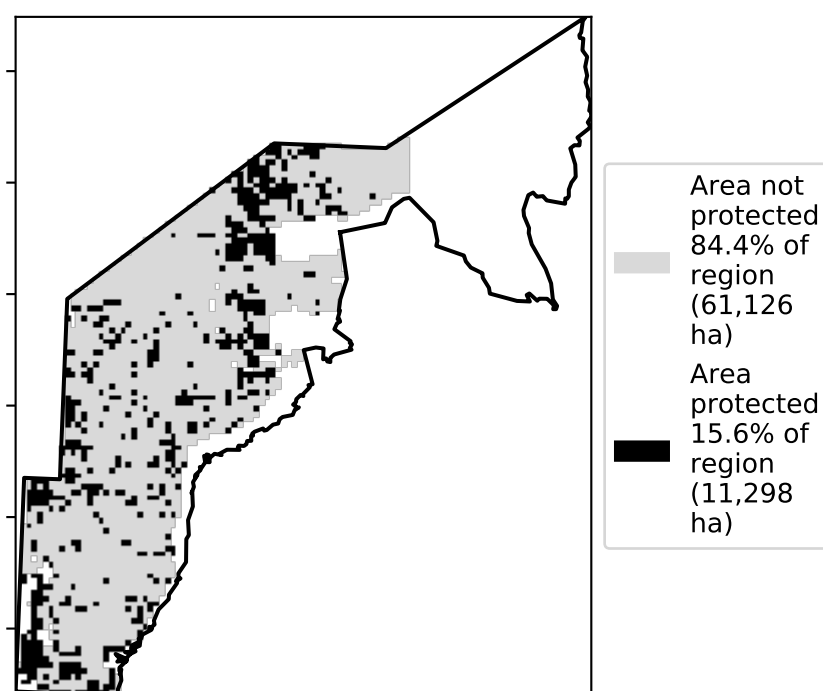 Area not
protected
84.4% of
region
(61,126
ha)
Area
protected
15.6% of
region
(11,298
ha)